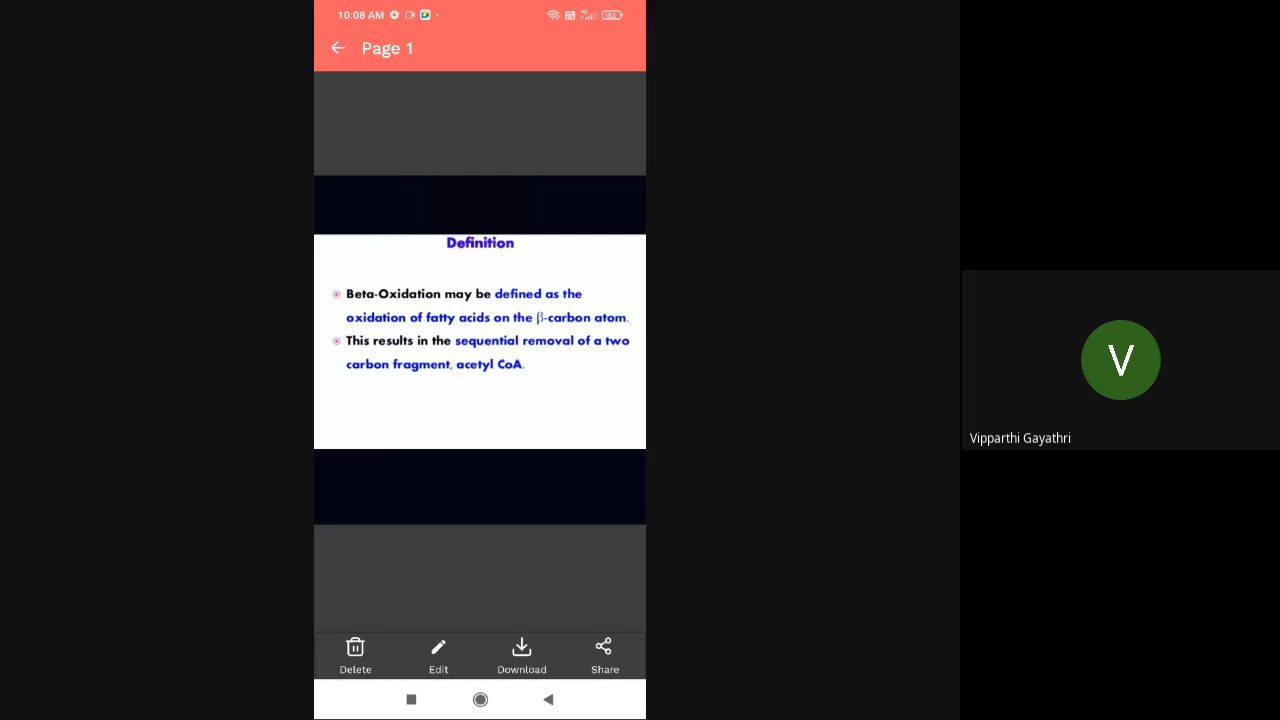 10:08 AM
Page 1
Definition
Beta-Oxidation may be defined as the
oxidation of fatty acids on the β-carbon atom.
This results in the sequential removal of a two
carbon fragment, acetyl CoA.
V
Vipparthi Gayathri
Delete Edit Download Share